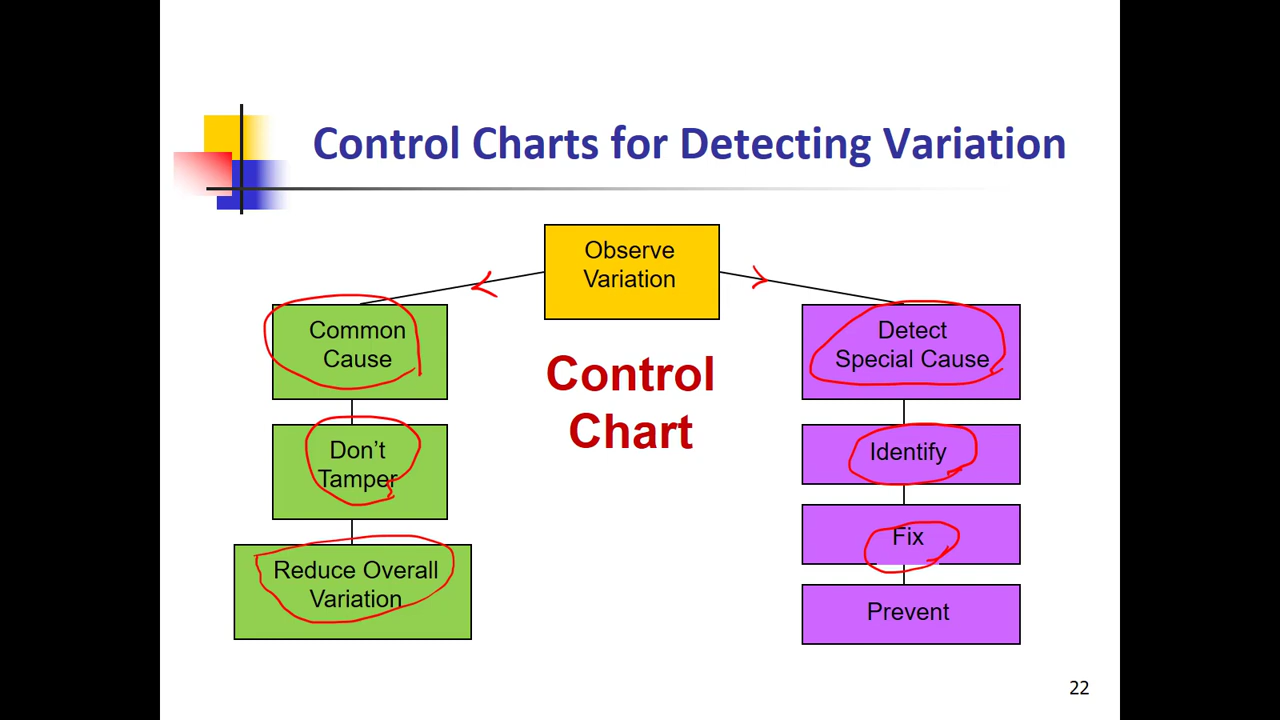 Control Charts for Detecting Variation
Observe
Variation
Common
Cause
Don't
Tamper
Reduce Overall
Variation
Control
Chart
Detect
Special Cause
Identify
Fix
Prevent
22